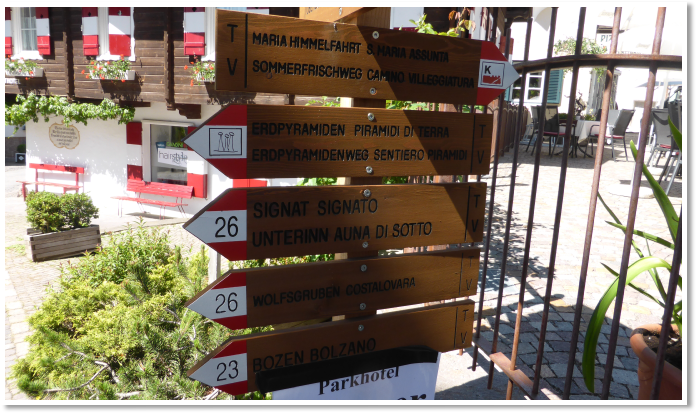 T
V
MARIA HIMMELFAHRT S. MARIA ASSUNTA
SOMMERFRISCHWEG CAMINO VILLEGGIATURA
K
ERDPYRAMIDEN PIRAMIDI DI TERRA
ERDPYRAMIDENWEG SENTIERO PIRAMIDI
T
V
hairstyle
26
SIGNAT SIGNATO
UNTERINN AUNA DI SOTTO
T
V
26
WOLFSGRUBEN COSTALOVARA
T
V
23
BOZEN BOLZANO
T
V
Parkhotel